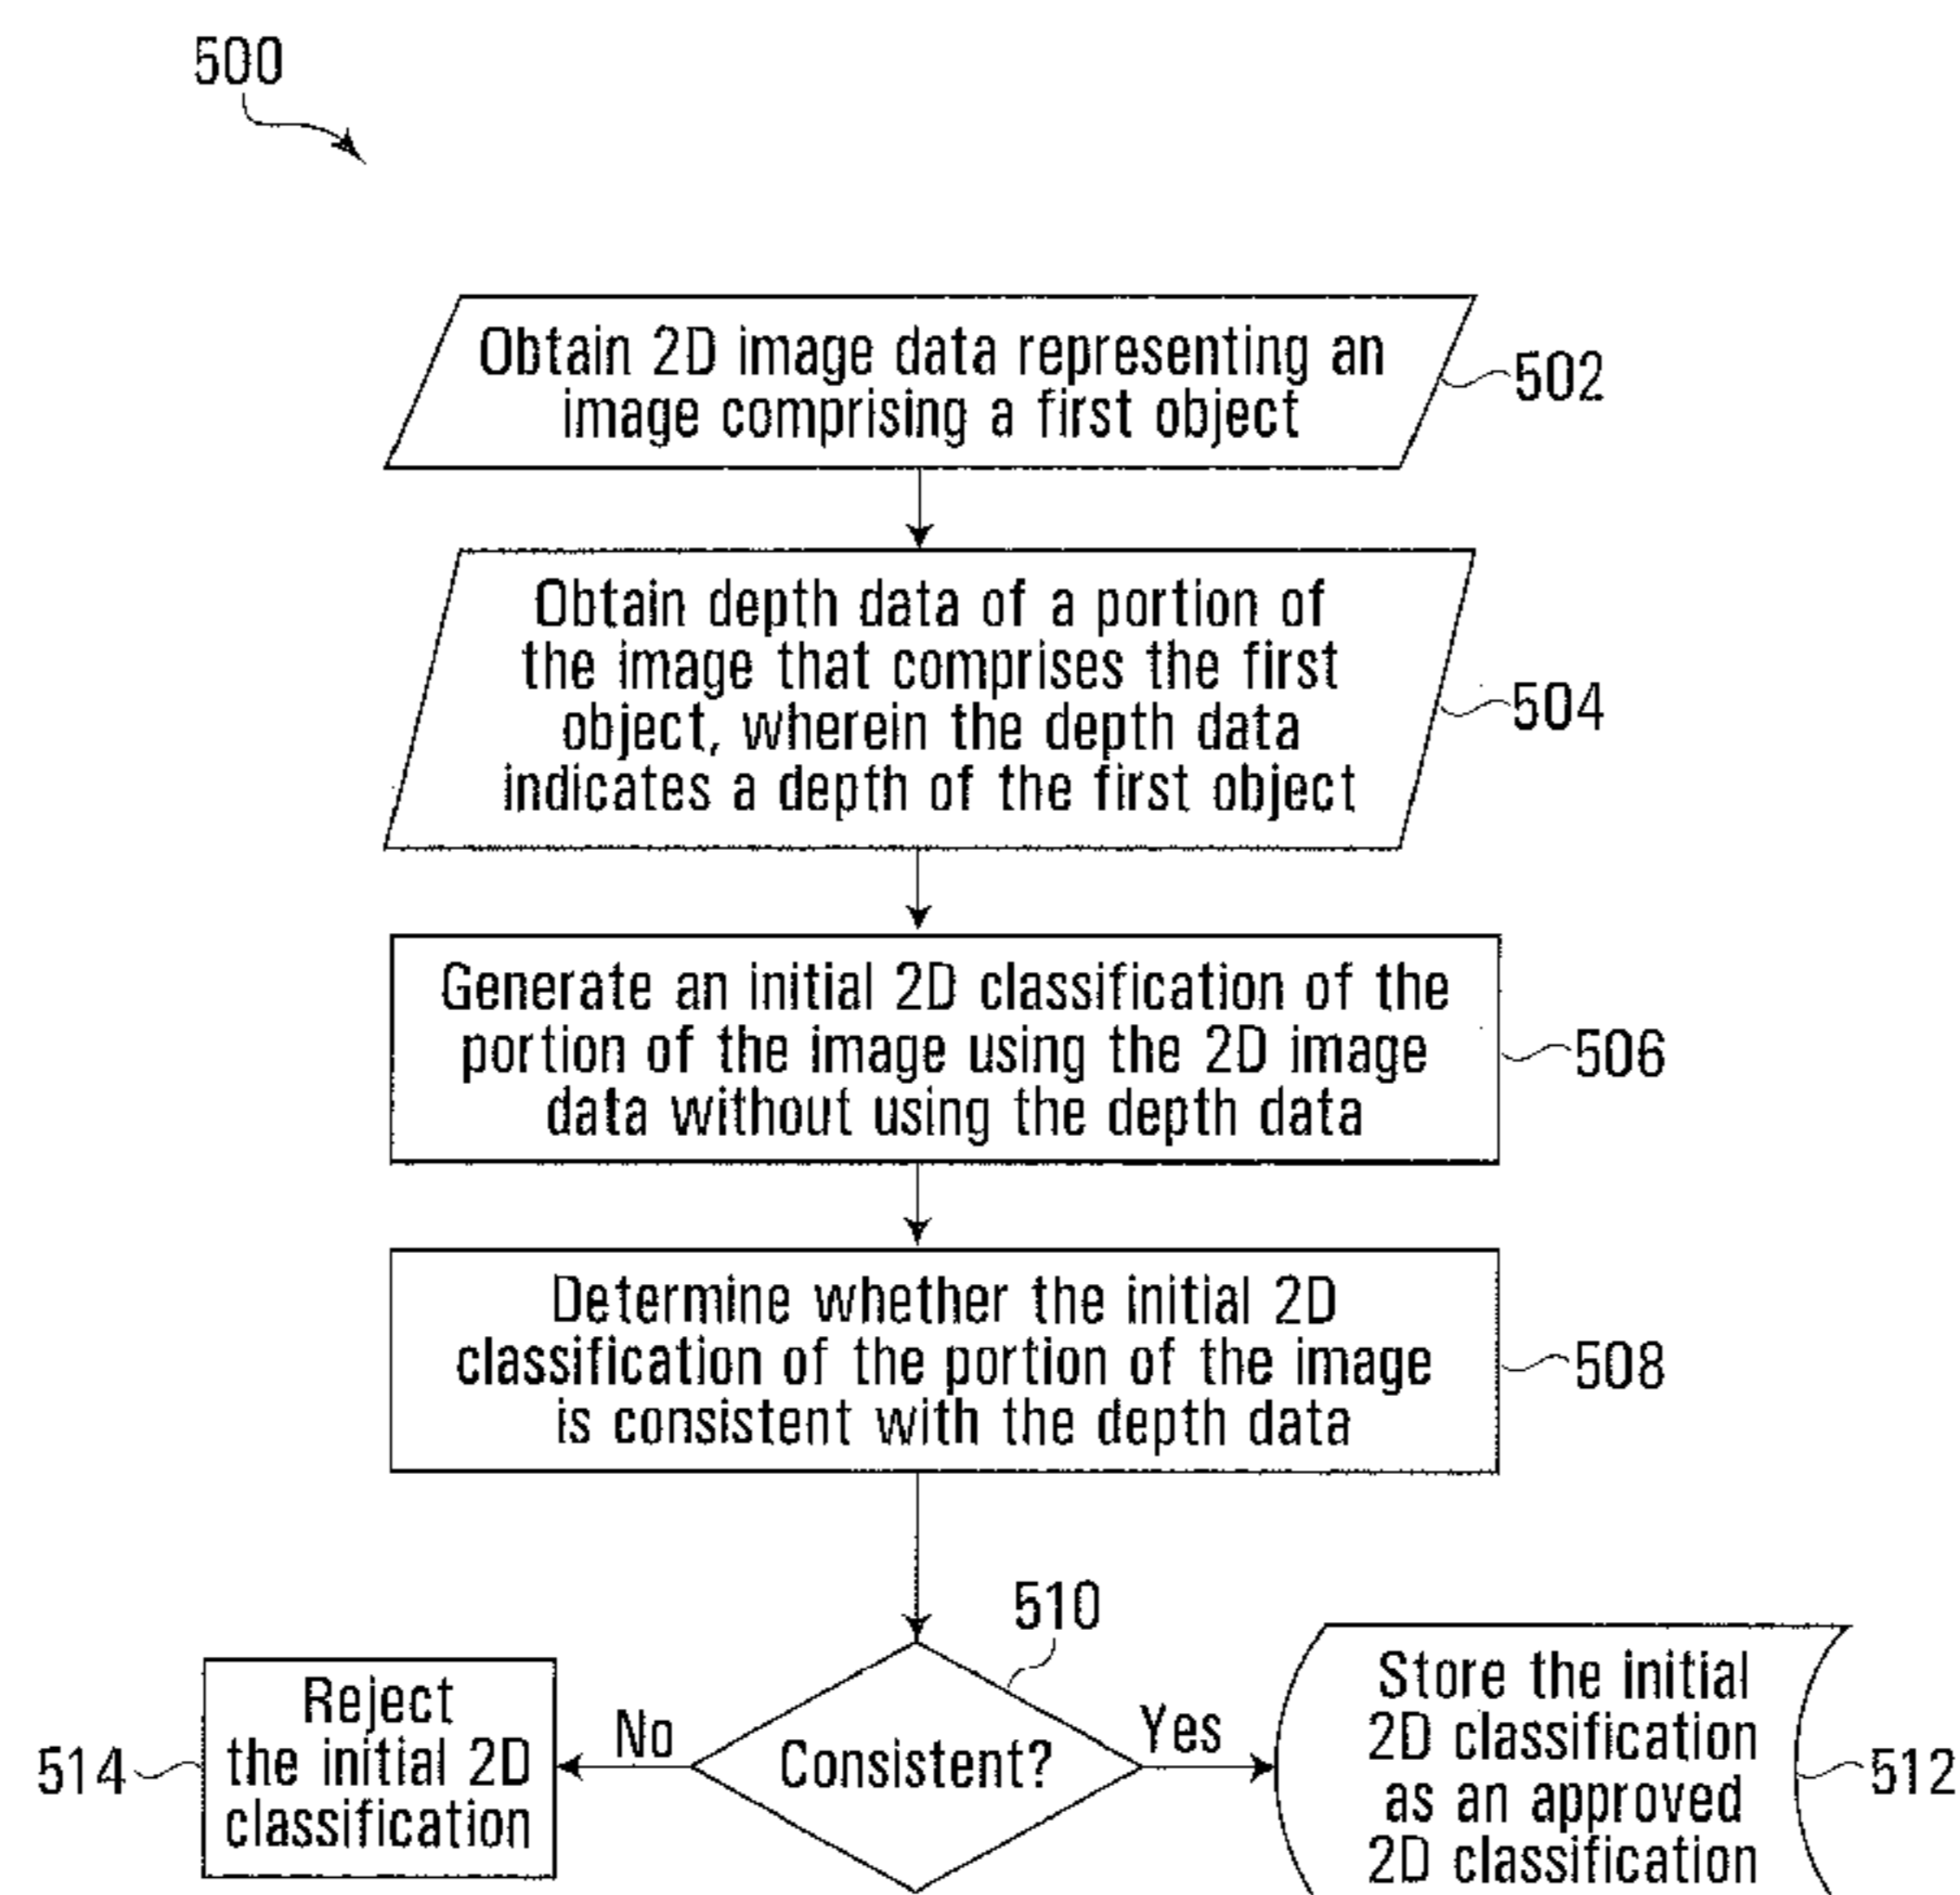 500
Obtain 2D image data representing an
image comprising a first object
502
Obtain depth data of a portion of
the image that comprises the first
object, wherein the depth data
indicates a depth of the first object
504
Generate an initial 2D classification of the
portion of the image using the 2D image
data without using the depth data
506
Determine whether the initial 2D
classification of the portion of the image
is consistent with the depth data
508
510
Consistent?
No
Yes
Reject
the initial 2D
classification
514
Store the initial
2D classification
as an approved
2D classification
512